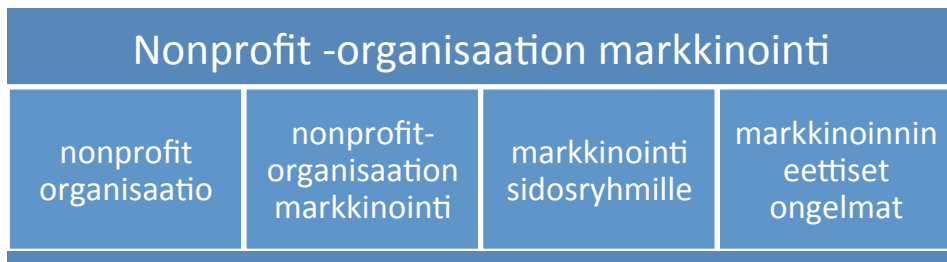 Nonprofit -organisaation markkinointi
nonprofit
organisaatio
nonprofit-
organisaation
markkinointi
markkinointi
sidosryhmille
markkinoinnin
eettiset
ongelmat